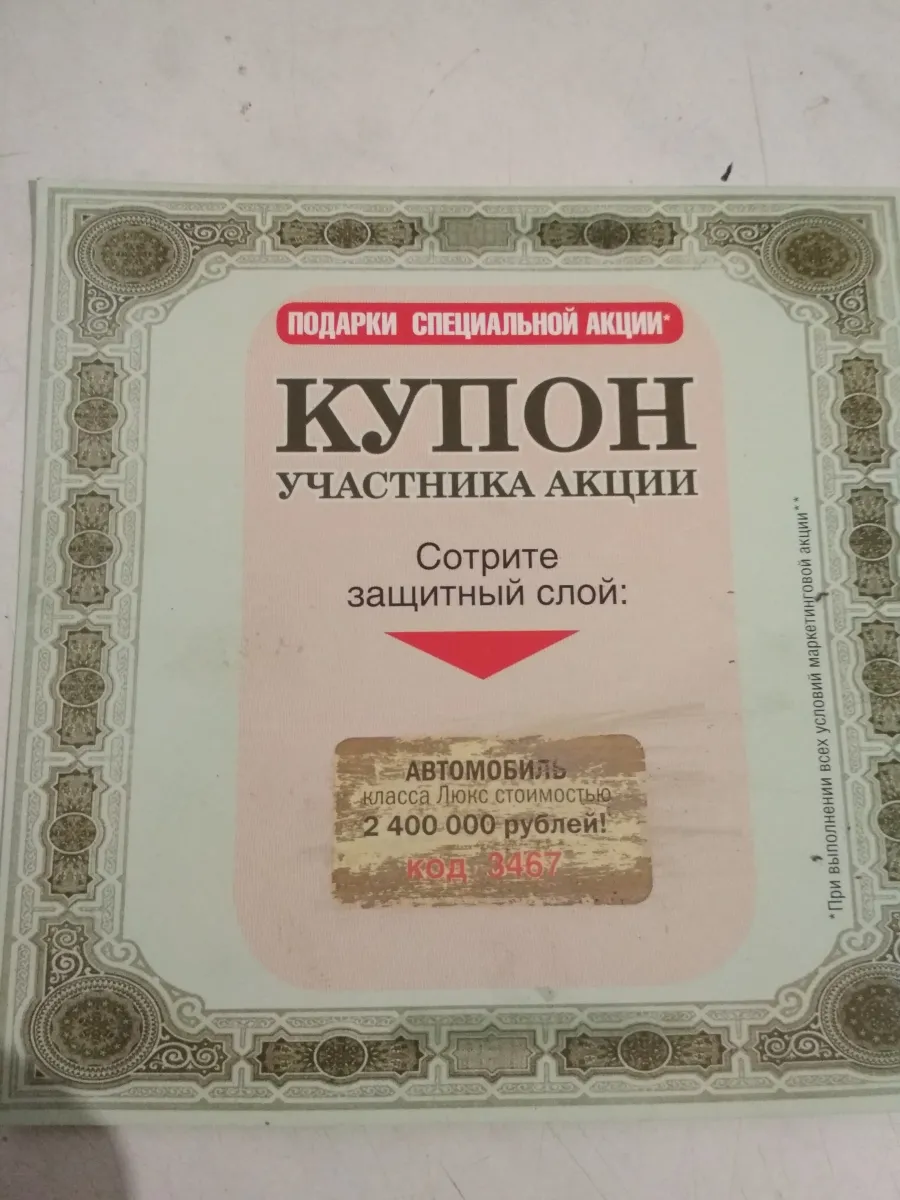 ПОДАРКИ СПЕЦИАЛЬНОЙ АКЦИИ*
КУПОН
УЧАСТНИКА АКЦИИ
Сотрите
защитный слой:
АВТОМОБИЛЬ
класса Люкс стоимостью
2 400 000 рублей!
код 3467
*При выполнении всех условий маркетинговой акции**